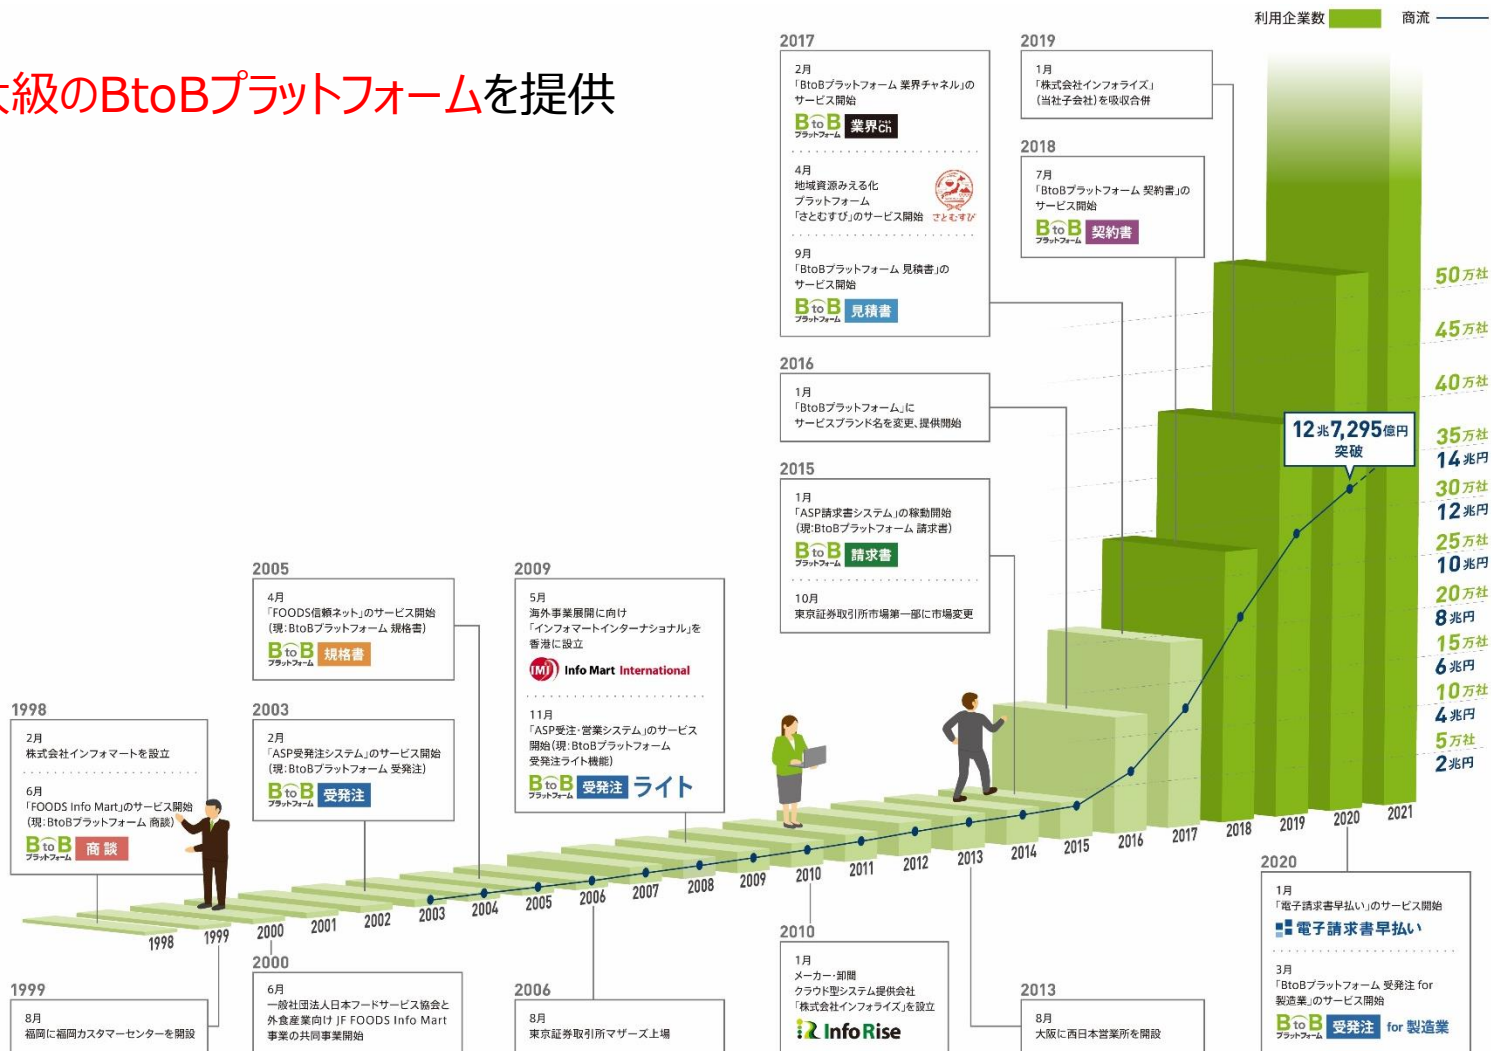 級のBtoBプラットフォームを提供
利用企業数
商流
2017
2月
「BtoBプラットフォーム 業界チャネル」の
サービス開始
BtoB
プラットフォーム
業界Ch
4月
地域資源みえる化
プラットフォーム
「さとむすび」のサービス開始
さとむすび
9月
「BtoBプラットフォーム 見積書」の
サービス開始
BtoB
プラットフォーム
見積書
2019
1月
「株式会社インフォライズ」
(当社子会社)を吸収合併
2018
7月
「BtoBプラットフォーム 契約書」の
サービス開始
BtoB
プラットフォーム
契約書
2016
1月
「BtoBプラットフォーム」に
サービスブランド名を変更、提供開始
2015
1月
「ASP請求書システム」の稼動開始
(現:BtoBプラットフォーム 請求書)
BtoB
プラットフォーム
請求書
10月
東京証券取引所市場第一部に市場変更
2005
4月
「FOODS信頼ネット」のサービス開始
(現:BtoBプラットフォーム 規格書)
BtoB
プラットフォーム
規格書
2009
5月
海外事業展開に向け
「インフォマートインターナショナル」を
香港に設立
IMI Info Mart International
11月
「ASP受注・営業システム」のサービス
開始(現:BtoBプラットフォーム
受発注ライト機能)
BtoB
プラットフォーム
受発注 ライト
1998
2月
株式会社インフォマートを設立
6月
「FOODS Info Mart」のサービス開始
(現:BtoBプラットフォーム 商談)
BtoB
プラットフォーム
商談
2003
2月
「ASP受発注システム」のサービス開始
(現:BtoBプラットフォーム 受発注)
BtoB
プラットフォーム
受発注
12兆7,295億円
突破
50万社
45万社
40万社
35万社
14兆円
30万社
12兆円
25万社
10兆円
20万社
8兆円
15万社
6兆円
10万社
4兆円
5万社
2兆円
1998
1999
2000
2001
2002
2003
2004
2005
2006
2007
2008
2009
2010
2011
2012
2013
2014
2015
2016
2017
2018
2019
2020
2021
1999
8月
福岡に福岡カスタマーセンターを開設
2000
6月
一般社団法人日本フードサービス協会と
外食産業向け JF FOODS Info Mart
事業の共同事業開始
2006
8月
東京証券取引所マザーズ上場
2010
1月
メーカー・卸間
クラウド型システム提供会社
「株式会社インフォライズ」を設立
Info Rise
2013
8月
大阪に西日本営業所を開設
2020
1月
「電子請求書早払い」のサービス開始
電子請求書早払い
3月
「BtoBプラットフォーム 受発注 for
製造業」のサービス開始
BtoB
プラットフォーム
受発注 for 製造業